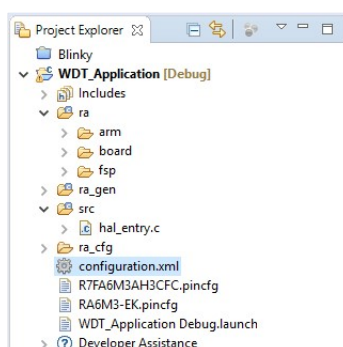 Project Explorer
Blinky
WDT_Application [Debug]
Includes
ra
arm
board
fsp
ra_gen
src
hal_entry.c
ra_cfg
configuration.xml
R7FA6M3AH3CFC.pincfg
RA6M3-EK.pincfg
WDT_Application Debug.launch
Developer Assistance